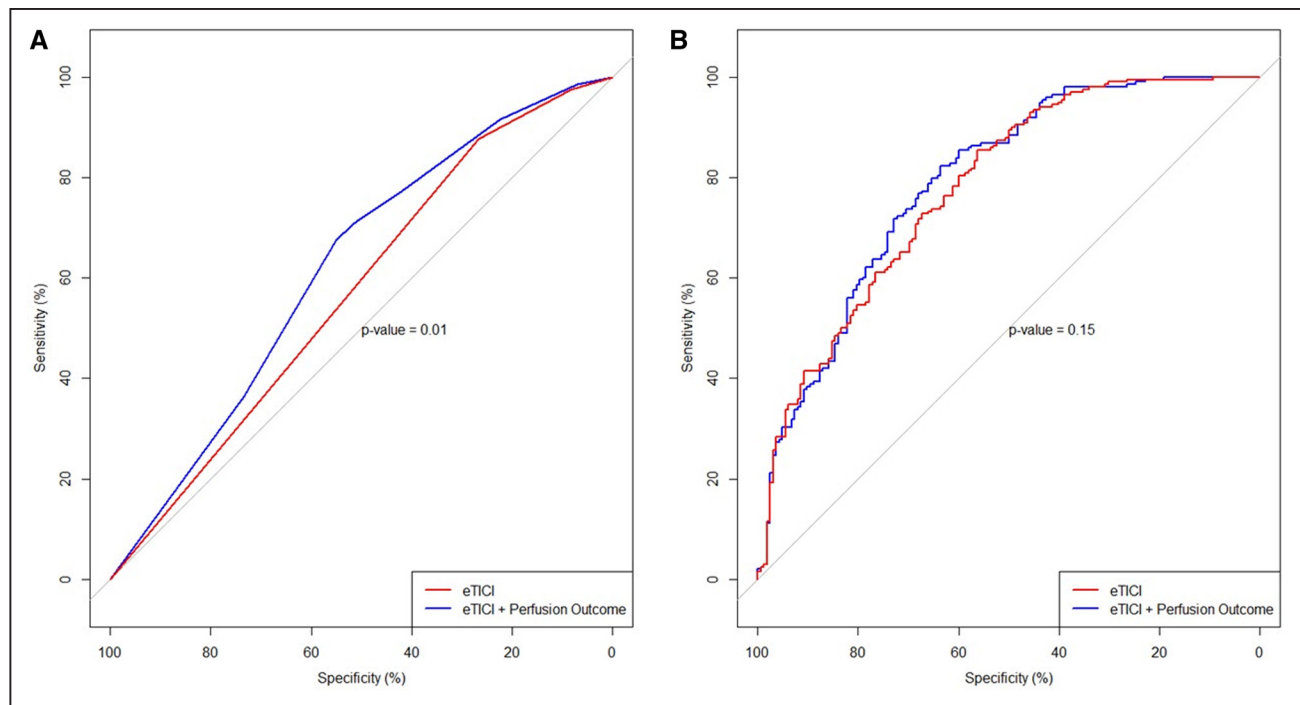 A
100
80
60
40
20
0
Sensitivity (%)
p-value = 0.01
eTICI
eTICI + Perfusion Outcome
100 80 60 40 20 0
Specificity (%)
B
100
80
60
40
20
0
Sensitivity (%)
p-value = 0.15
eTICI
eTICI + Perfusion Outcome
100 80 60 40 20 0
Specificity (%)